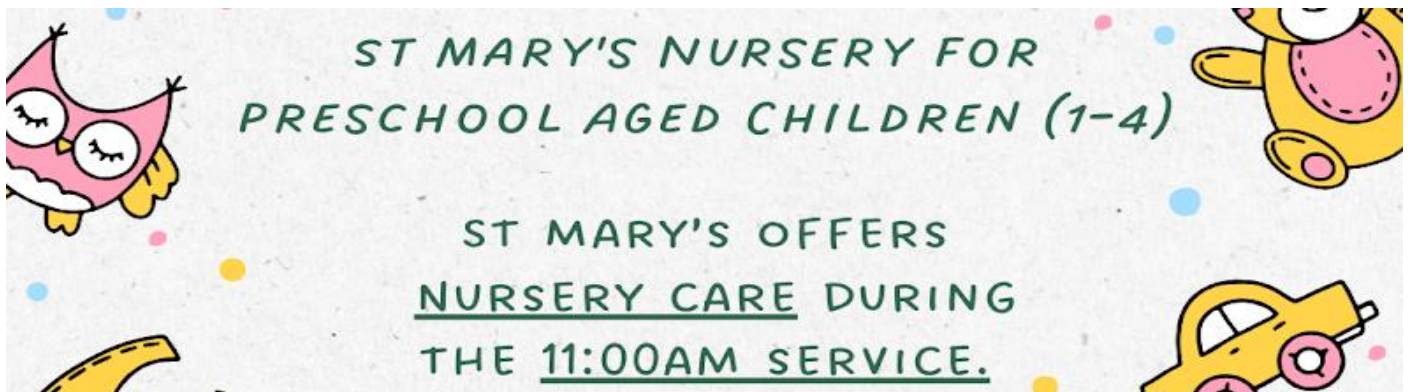 ST MARY'S NURSERY FOR
PRESCHOOL AGED CHILDREN (1-4)
ST MARY'S OFFERS
NURSERY CARE DURING
THE 11:00AM SERVICE.